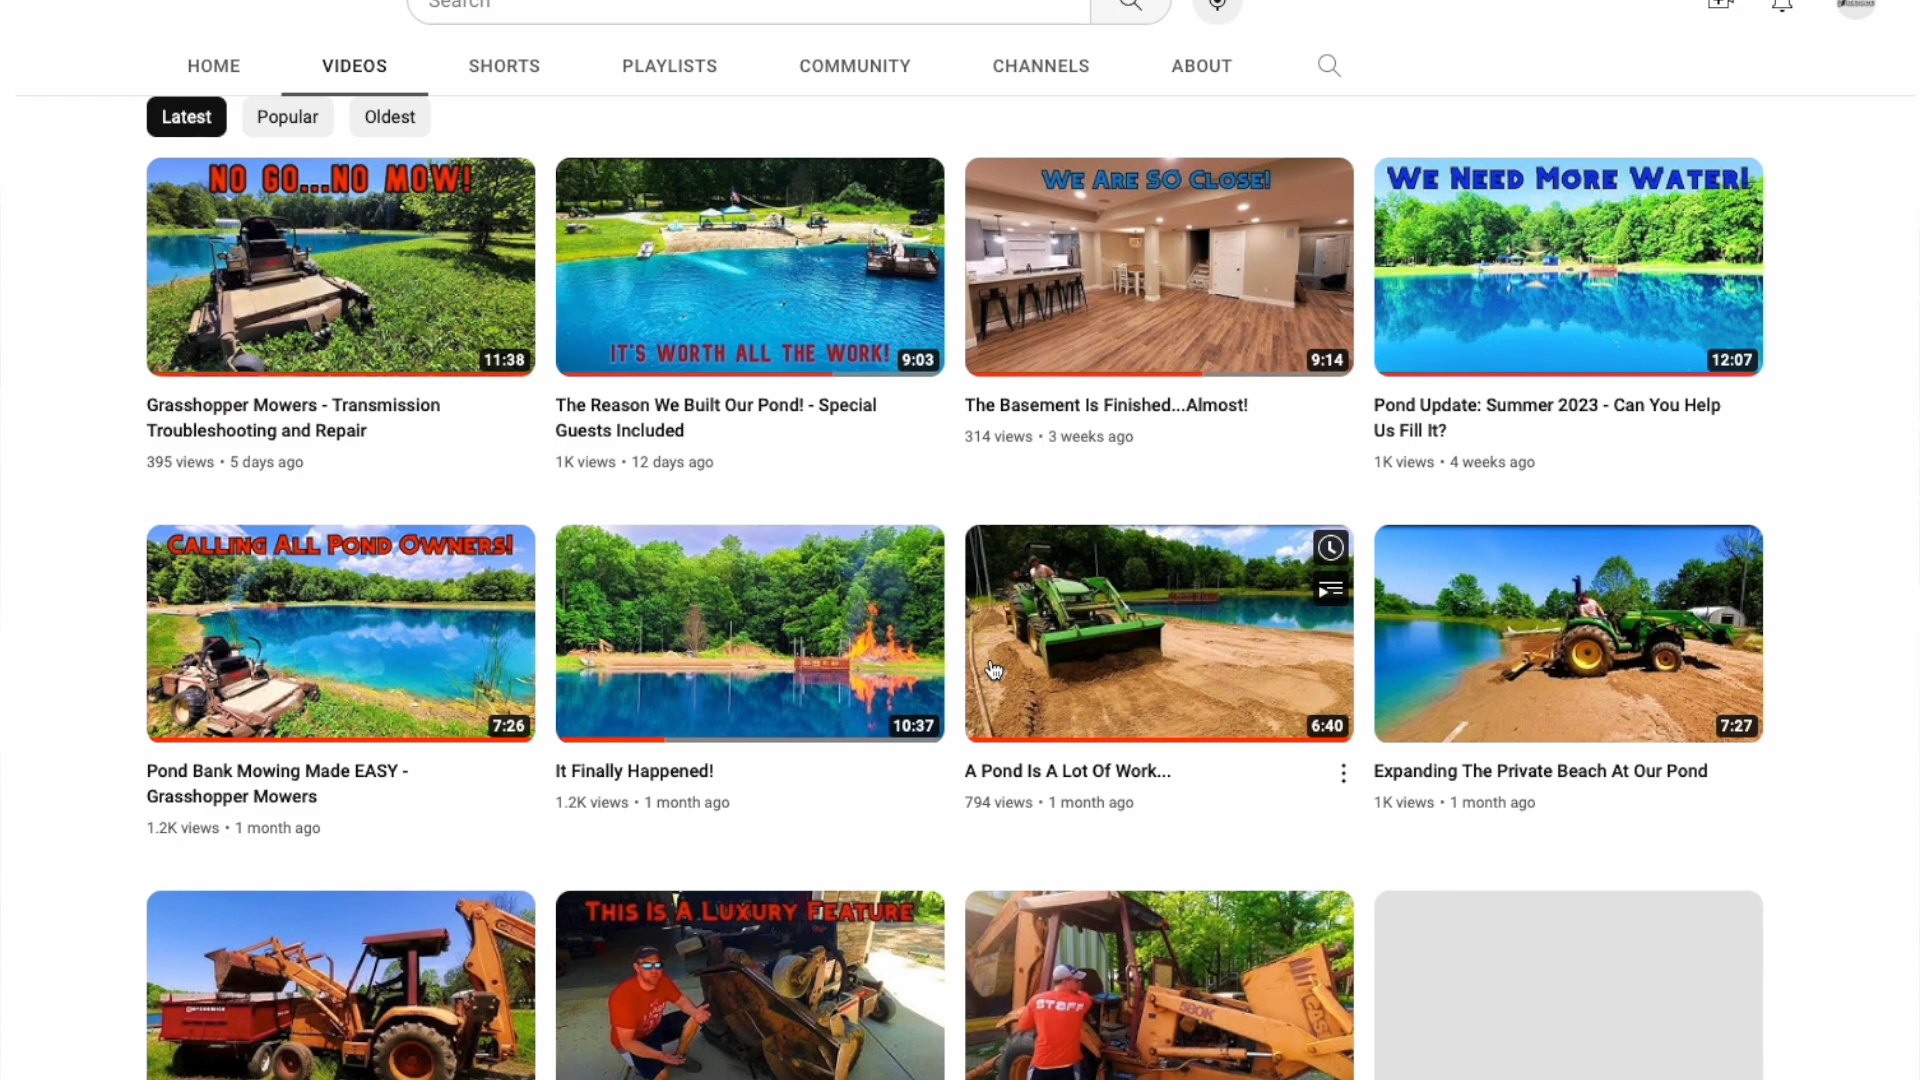 Search
HOME
VIDEOS
SHORTS
PLAYLISTS
COMMUNITY
CHANNELS
ABOUT
Latest
Popular
Oldest
NO GO...NO MOW!
11:38
IT'S WORTH ALL THE WORK!
9:03
WE ARE SO CLOSE!
9:14
WE NEED MORE WATER!
12:07
Grasshopper Mowers - Transmission
Troubleshooting and Repair
395 views • 5 days ago
The Reason We Built Our Pond! - Special
Guests Included
1K views • 12 days ago
The Basement Is Finished...Almost!
314 views • 3 weeks ago
Pond Update: Summer 2023 - Can You Help
Us Fill It?
1K views • 4 weeks ago
CALLING ALL POND OWNERS!
7:26
10:37
6:40
7:27
Pond Bank Mowing Made EASY -
Grasshopper Mowers
1.2K views • 1 month ago
It Finally Happened!
1.2K views • 1 month ago
A Pond Is A Lot Of Work...
794 views • 1 month ago
Expanding The Private Beach At Our Pond
1K views • 1 month ago
THIS IS A LUXURY FEATURE
STAFF
580K